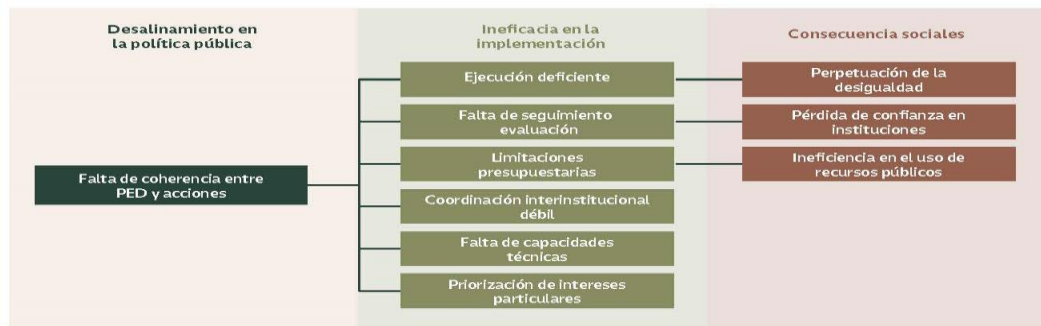 Desalinamiento en
la política pública
Ineficacia en la
implementación
Consecuencia sociales
Falta de coherencia entre
PED y acciones
Ejecución deficiente
Falta de seguimiento
evaluación
Limitaciones
presupuestarias
Coordinación interinstitucional
débil
Falta de capacidades
técnicas
Priorización de intereses
particulares
Perpetuación de la
desigualdad
Pérdida de confianza en
instituciones
Ineficiencia en el uso de
recursos públicos